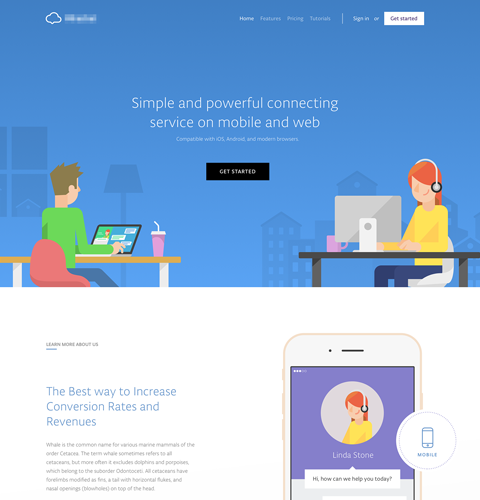 Home Features Pricing Tutorials Sign in or Get started
Simple and powerful connecting
service on mobile and web
Compatible with iOS, Android, and modern browsers
GET STARTED
LEARN MORE ABOUT US
The Best way to Increase
Conversion Rates and
Revenues
Whale is the common name for various marine mammals of the
order Cetacea. The term whale sometimes refers to all
cetaceans, but more often it excludes dolphins and porpoises,
which belong to the suborder Odontoceti. All cetaceans have
forelimbs modified as fins, a tail with horizontal flukes, and
nasal openings (blowholes) on top of the head.
Linda Stone
Hi, how can we help you today?
MOBILE